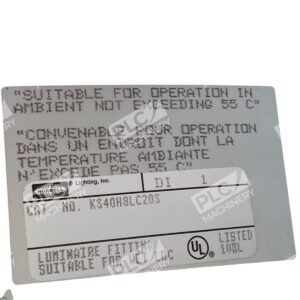 "SUITABLE FOR OPERATION IN
AMBIENT NOT EXCEEDING 55 C"
"CONVENABLE POUR OPERATION
DANS UN ENDROIT DONT LA
TEMPERATURE AMBIANTE
N'EXCEDE PAS 55 C"
Lighting, Inc. DI 1
CAT. NO. KS40H8LC20S
LUMINAIRE FITTING
SUITABLE FOR
UL LISTED
10BL
PLC
MACHINERY